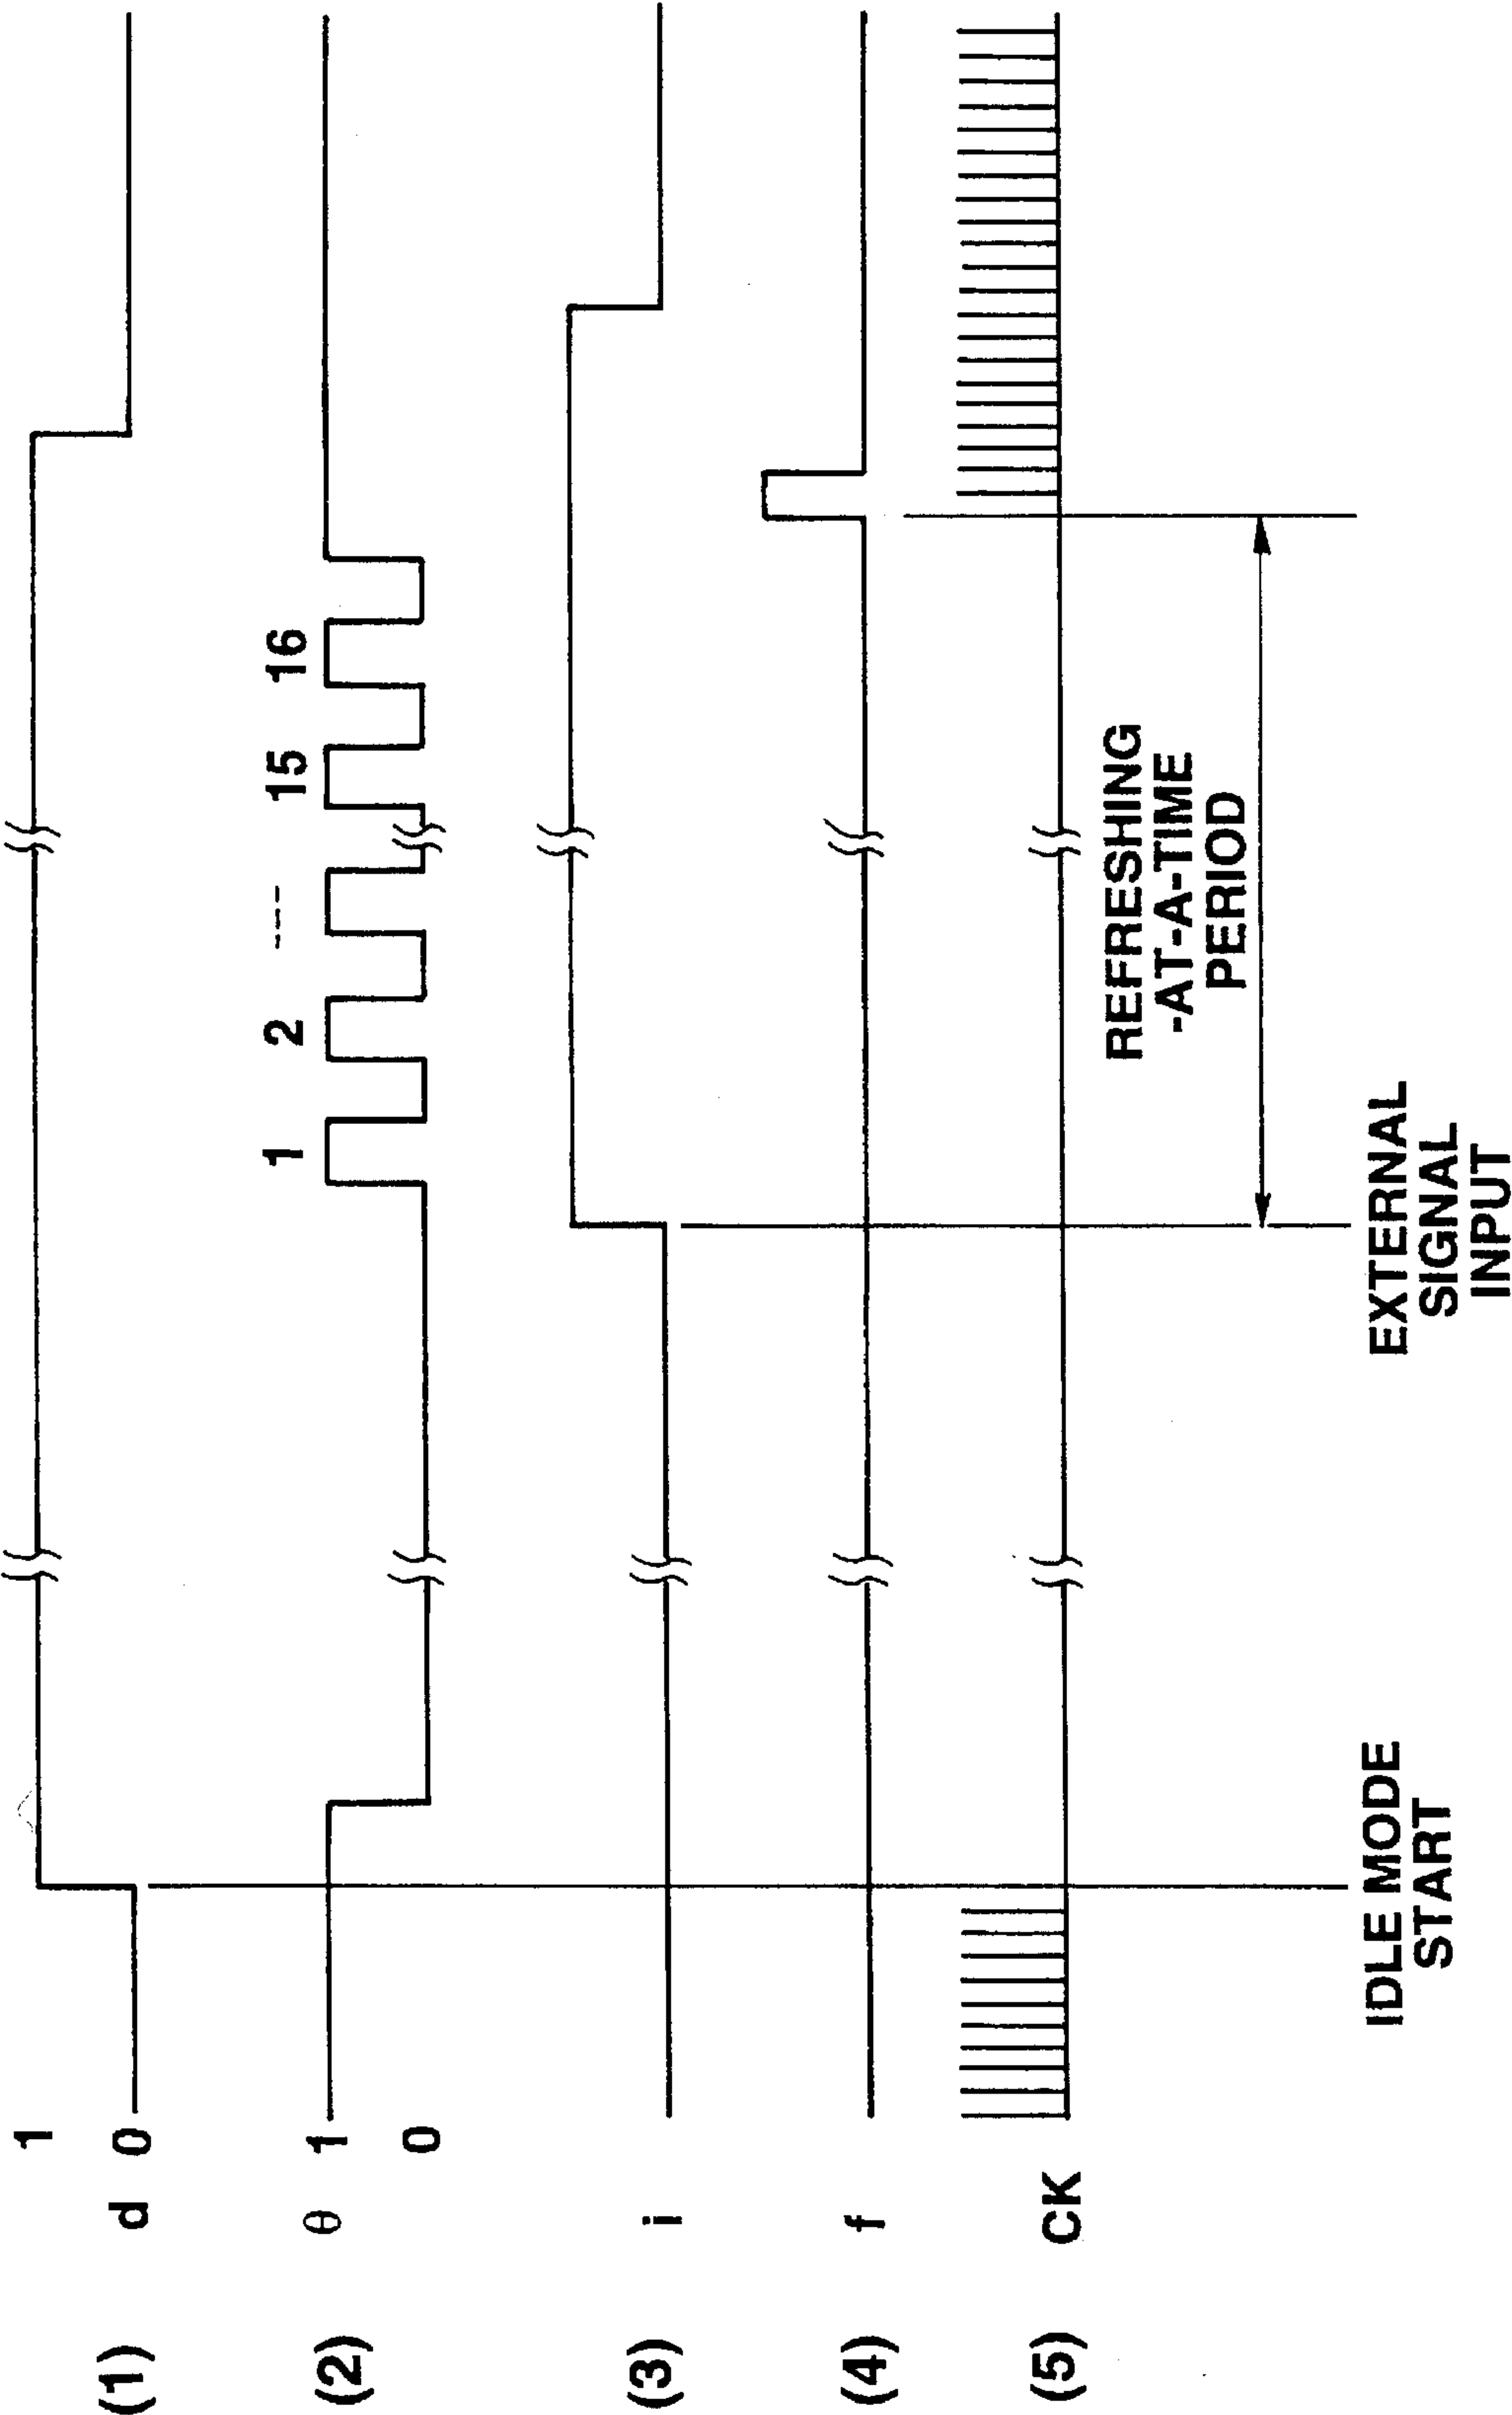 1
(1) d 0
1 2 --- 15 16
(2) θ 1
0
(3) i
(4) f
(5) CK
REFRESHING
-AT-A-TIME
PERIOD
IDLE MODE
START
EXTERNAL
SIGNAL
INPUT